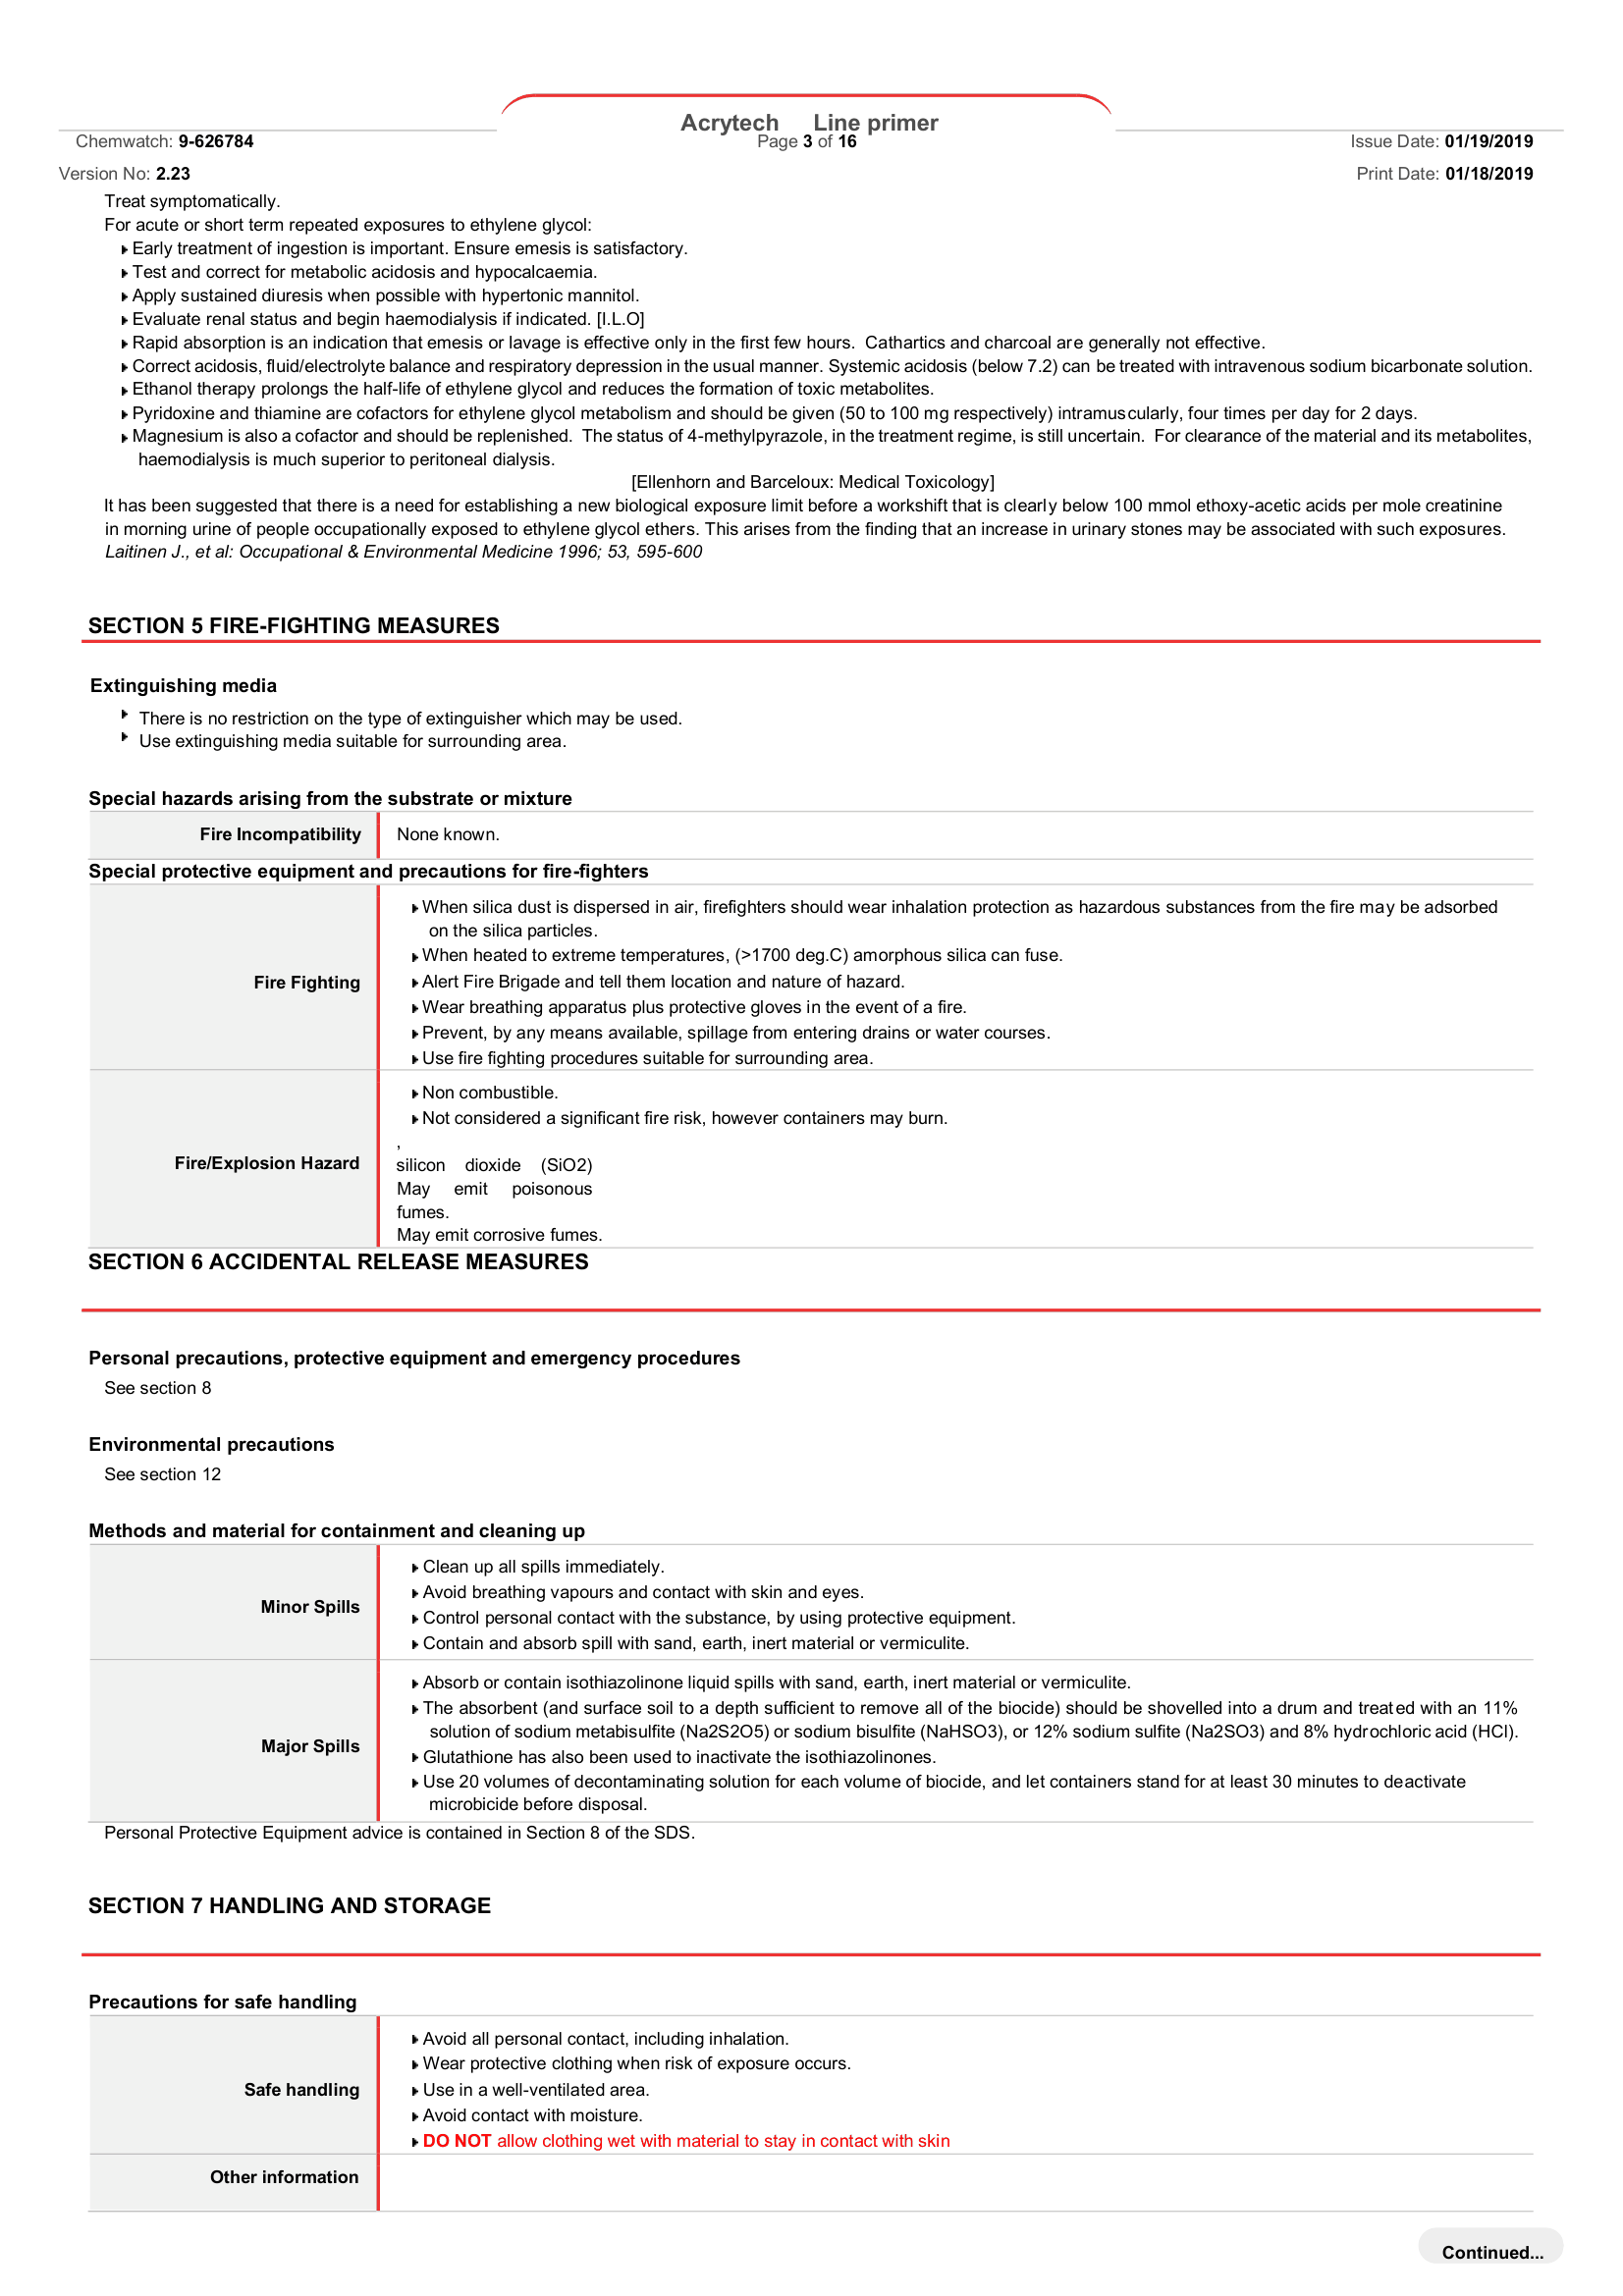 Acrytech Line primer
Chemwatch: 9-626784
Page 3 of 16
Issue Date: 01/19/2019
Version No: 2.23
Print Date: 01/18/2019
Treat symptomatically.
For acute or short term repeated exposures to ethylene glycol:
Early treatment of ingestion is important. Ensure emesis is satisfactory.
Test and correct for metabolic acidosis and hypocalcaemia.
Apply sustained diuresis when possible with hypertonic mannitol.
Evaluate renal status and begin haemodialysis if indicated. [I.L.O]
Rapid absorption is an indication that emesis or lavage is effective only in the first few hours. Cathartics and charcoal are generally not effective.
Correct acidosis, fluid/electrolyte balance and respiratory depression in the usual manner. Systemic acidosis (below 7.2) can be treated with intravenous sodium bicarbonate solution.
Ethanol therapy prolongs the half-life of ethylene glycol and reduces the formation of toxic metabolites.
Pyridoxine and thiamine are cofactors for ethylene glycol metabolism and should be given (50 to 100 mg respectively) intramuscularly, four times per day for 2 days.
Magnesium is also a cofactor and should be replenished. The status of 4-methylpyrazole, in the treatment regime, is still uncertain. For clearance of the material and its metabolites,
haemodialysis is much superior to peritoneal dialysis.
[Ellenhorn and Barceloux: Medical Toxicology]
It has been suggested that there is a need for establishing a new biological exposure limit before a workshift that is clearly below 100 mmol ethoxy-acetic acids per mole creatinine
in morning urine of people occupationally exposed to ethylene glycol ethers. This arises from the finding that an increase in urinary stones may be associated with such exposures.
Laitinen J., et al: Occupational & Environmental Medicine 1996; 53, 595-600
SECTION 5 FIRE-FIGHTING MEASURES
Extinguishing media
There is no restriction on the type of extinguisher which may be used.
Use extinguishing media suitable for surrounding area.
Special hazards arising from the substrate or mixture
Fire Incompatibility
None known.
Special protective equipment and precautions for fire-fighters
Fire Fighting
When silica dust is dispersed in air, firefighters should wear inhalation protection as hazardous substances from the fire may be adsorbed
on the silica particles.
When heated to extreme temperatures, (>1700 deg.C) amorphous silica can fuse.
Alert Fire Brigade and tell them location and nature of hazard.
Wear breathing apparatus plus protective gloves in the event of a fire.
Prevent, by any means available, spillage from entering drains or water courses.
Use fire fighting procedures suitable for surrounding area.
Fire/Explosion Hazard
Non combustible.
Not considered a significant fire risk, however containers may burn.
,
silicon dioxide (SiO2)
May emit poisonous
fumes.
May emit corrosive fumes.
SECTION 6 ACCIDENTAL RELEASE MEASURES
Personal precautions, protective equipment and emergency procedures
See section 8
Environmental precautions
See section 12
Methods and material for containment and cleaning up
Minor Spills
Clean up all spills immediately.
Avoid breathing vapours and contact with skin and eyes.
Control personal contact with the substance, by using protective equipment.
Contain and absorb spill with sand, earth, inert material or vermiculite.
Major Spills
Absorb or contain isothiazolinone liquid spills with sand, earth, inert material or vermiculite.
The absorbent (and surface soil to a depth sufficient to remove all of the biocide) should be shovelled into a drum and treated with an 11%
solution of sodium metabisulfite (Na2S2O5) or sodium bisulfite (NaHSO3), or 12% sodium sulfite (Na2SO3) and 8% hydrochloric acid (HCl).
Glutathione has also been used to inactivate the isothiazolinones.
Use 20 volumes of decontaminating solution for each volume of biocide, and let containers stand for at least 30 minutes to deactivate
microbicide before disposal.
Personal Protective Equipment advice is contained in Section 8 of the SDS.
SECTION 7 HANDLING AND STORAGE
Precautions for safe handling
Safe handling
Avoid all personal contact, including inhalation.
Wear protective clothing when risk of exposure occurs.
Use in a well-ventilated area.
Avoid contact with moisture.
DO NOT allow clothing wet with material to stay in contact with skin
Other information
Continued...